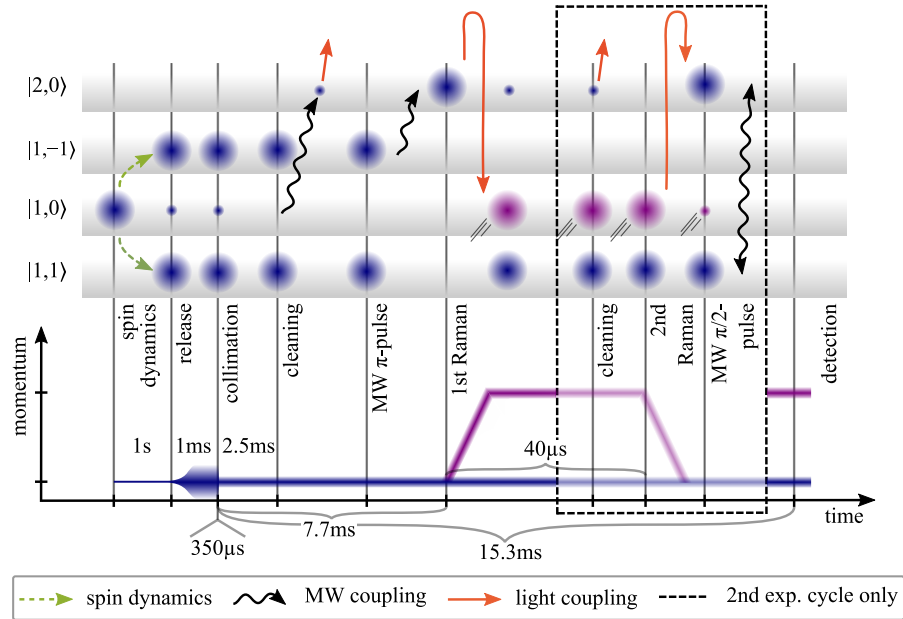 |2,0⟩
|1,−1⟩
|1,0⟩
|1,1⟩
spin
dynamics
release
collimation
cleaning
MW π-pulse
1st Raman
cleaning
2nd
Raman
MW π/2-
pulse
detection
momentum
1s
1ms
2.5ms
40μs
time
7.7ms
350μs
15.3ms
spin dynamics
MW coupling
light coupling
2nd exp. cycle only